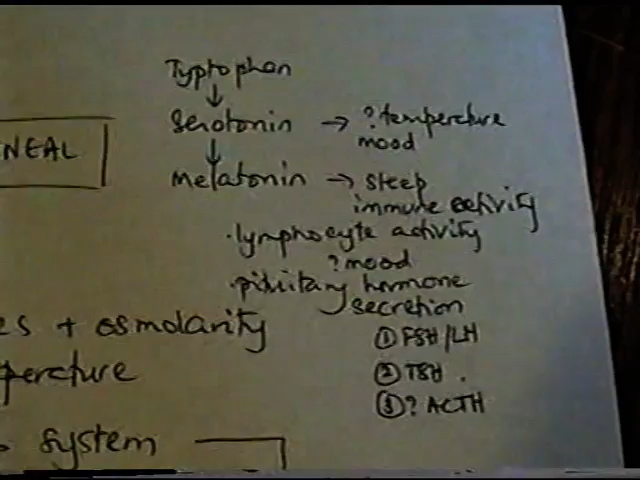 Typtophan
↓
Serotonin → ? temperature
mood
NEAL
↓
Melatonin → sleep
immune activity
· lymphocyte activity
? mood
· pituitary hormone
secretion
es + osmolarity
① FSH/LH
perature
② TSH .
③ ? ACTH
system